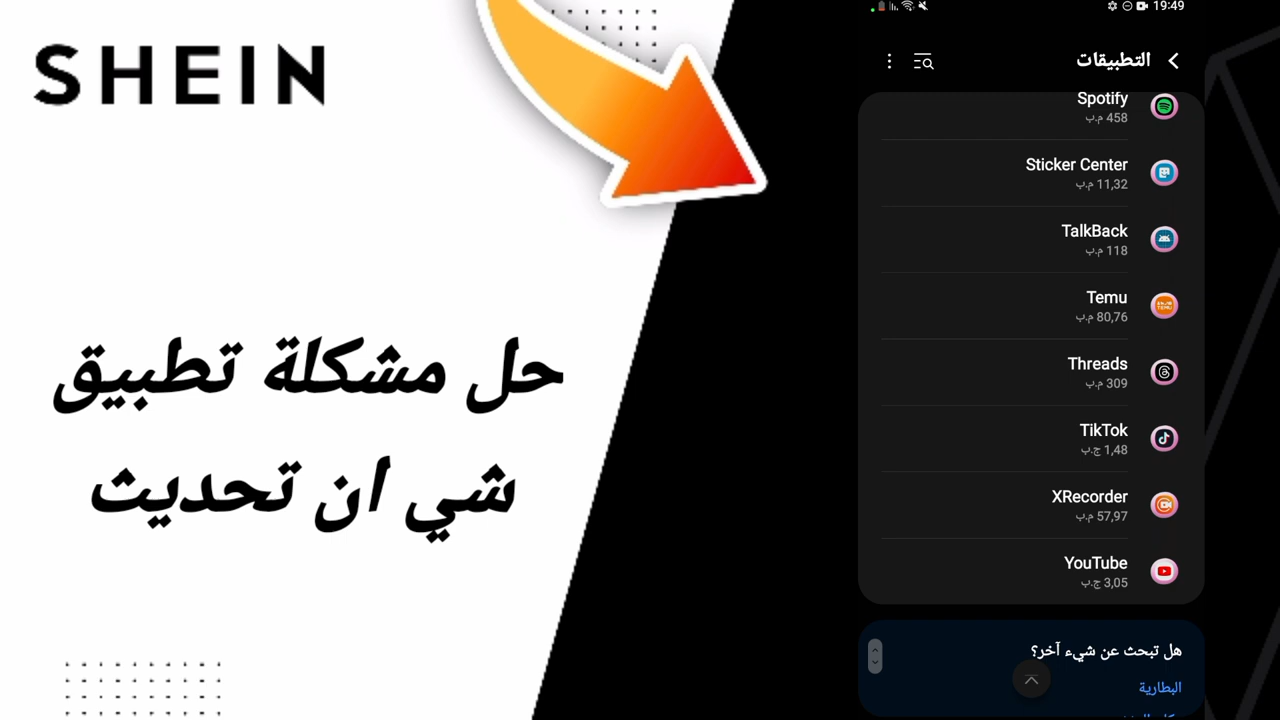 SHEIN
حل مشكلة تطبيق
شي ان تحديث
19:49
التطبيقات
Spotify
458 م.ب
Sticker Center
11,32 م.ب
TalkBack
118 م.ب
Temu
80,76 م.ب
Threads
309 م.ب
TikTok
1,48 ج.ب
XRecorder
57,97 م.ب
YouTube
3,05 ج.ب
هل تبحث عن شيء آخر؟
البطارية